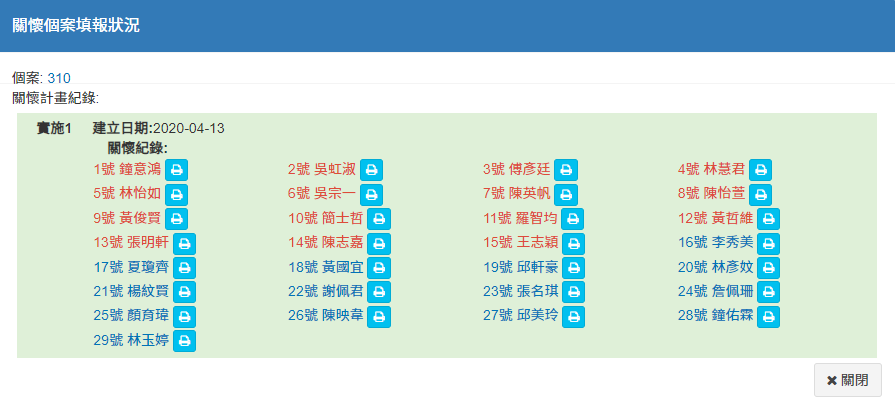 關懷個案填報狀況
個案: 310
關懷計畫紀錄:
實施1 建立日期:2020-04-13
關懷紀錄:
1號 鐘意鴻 2號 吳虹淑 3號 傅彥廷 4號 林慧君
5號 林怡如 6號 吳宗一 7號 陳英帆 8號 陳怡萱
9號 黃俊賢 10號 簡士哲 11號 羅智均 12號 黃哲維
13號 張明軒 14號 陳志嘉 15號 王志穎 16號 李秀美
17號 夏瓊齊 18號 黃國宜 19號 邱軒豪 20號 林彥妏
21號 楊紋賢 22號 謝佩君 23號 張名琪 24號 詹佩珊
25號 顏育瑋 26號 陳映韋 27號 邱美玲 28號 鐘佑霖
29號 林玉婷
✖ 關閉